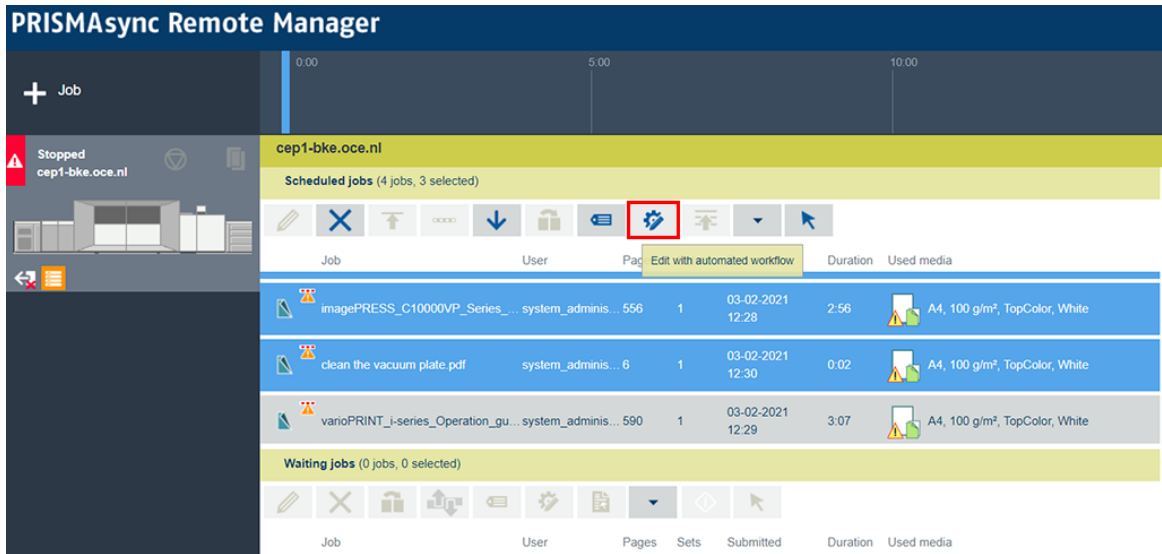 PRISMAsync Remote Manager
Job
0:00 5:00 10:00
Stopped
cep1-bke.oce.nl
cep1-bke.oce.nl
Scheduled jobs (4 jobs, 3 selected)
Edit with automated workflow
Job User Duration Used media
imagePRESS_C10000VP_Series_... system_adminis... 556 1 03-02-2021 12:28 2:56 A4, 100 g/m², TopColor, White
clean the vacuum plate.pdf system_adminis... 6 1 03-02-2021 12:30 0:02 A4, 100 g/m², TopColor, White
varioPRINT_i-series_Operation_gu... system_adminis... 590 1 03-02-2021 12:29 3:07 A4, 100 g/m², TopColor, White
Waiting jobs (0 jobs, 0 selected)
Job User Pages Sets Submitted Duration Used media